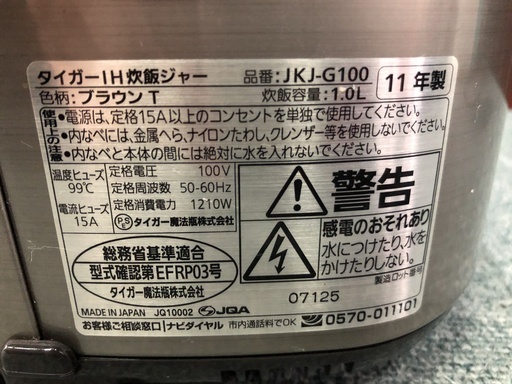 タイガーIH炊飯ジャー 品番:JKJ-G100 11年製
色柄:ブラウン T 炊飯容量:1.0L
使用上の注意
●電源は、定格15A以上のコンセントを単独で使用してください。
●内なべには、金属へら、ナイロンたわし、クレンザー等を使用しないでください。
●内なべと本体の間には絶対に水を入れないでください。
温度ヒューズ 99℃
電流ヒューズ 15A
定格電圧 100V
定格周波数 50-60Hz
定格消費電力 1210W
PS E タイガー魔法瓶株式会社
警告
感電のおそれあり
水につけたり、水を
かけたりしない。
製造ロット番号
07125
総務省基準適合
型式確認第EFRP03号
タイガー魔法瓶株式会社
MADE IN JAPAN JQ10002 JQA
お客様ご相談窓口 ナビダイヤル 市内通話料でOK 0570-011101